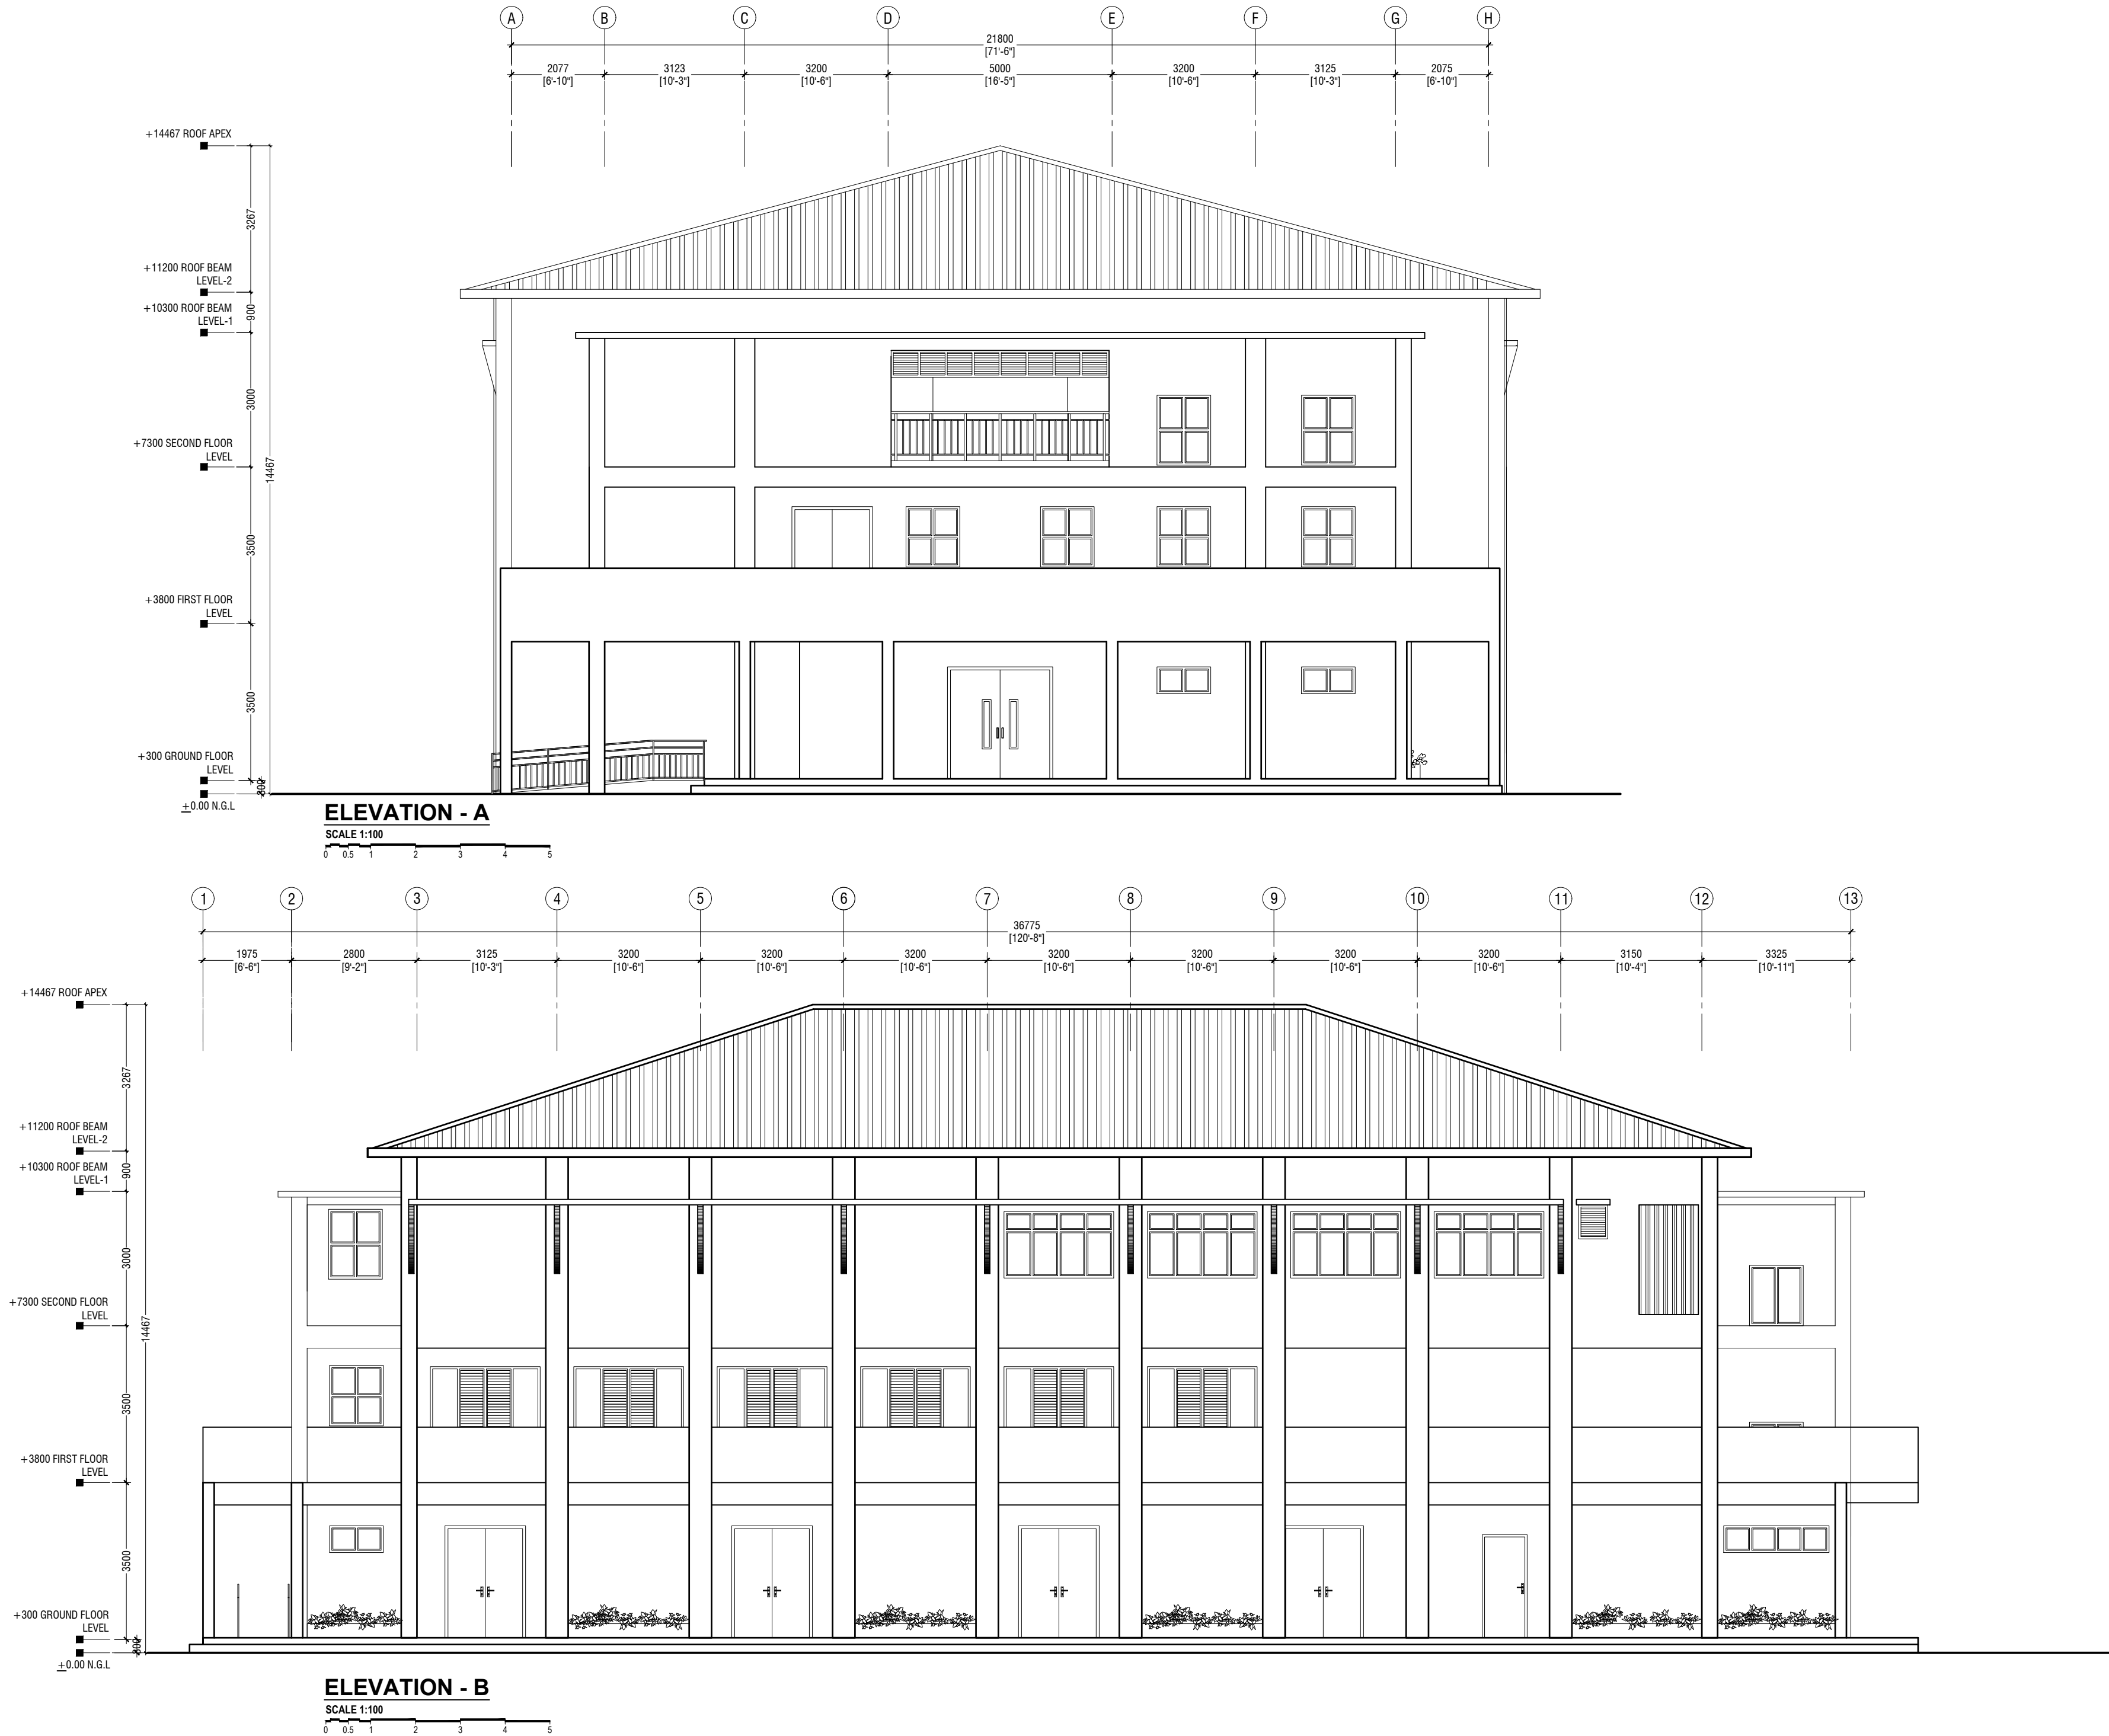 A B C D E F G H
21800
[71'-6"]
2077 3123 3200 5000 3200 3125 2075
[6'-10"] [10'-3"] [10'-6"] [16'-5"] [10'-6"] [10'-3"] [6'-10"]
+14467 ROOF APEX
3267
+11200 ROOF BEAM
LEVEL-2
900
+10300 ROOF BEAM
LEVEL-1
3000
+7300 SECOND FLOOR
LEVEL
14467
3500
+3800 FIRST FLOOR
LEVEL
3500
+300 GROUND FLOOR
LEVEL
300
+0.00 N.G.L
ELEVATION - A
SCALE 1:100
0 0.5 1 2 3 4 5
1 2 3 4 5 6 7 8 9 10 11 12 13
36775
[120'-8"]
1975 2800 3125 3200 3200 3200 3200 3200 3200 3200 3150 3325
[6'-6"] [9'-2"] [10'-3"] [10'-6"] [10'-6"] [10'-6"] [10'-6"] [10'-6"] [10'-6"] [10'-6"] [10'-4"] [10'-11"]
+14467 ROOF APEX
3267
+11200 ROOF BEAM
LEVEL-2
900
+10300 ROOF BEAM
LEVEL-1
3000
+7300 SECOND FLOOR
LEVEL
14467
3500
+3800 FIRST FLOOR
LEVEL
3500
+300 GROUND FLOOR
LEVEL
300
+0.00 N.G.L
ELEVATION - B
SCALE 1:100
0 0.5 1 2 3 4 5